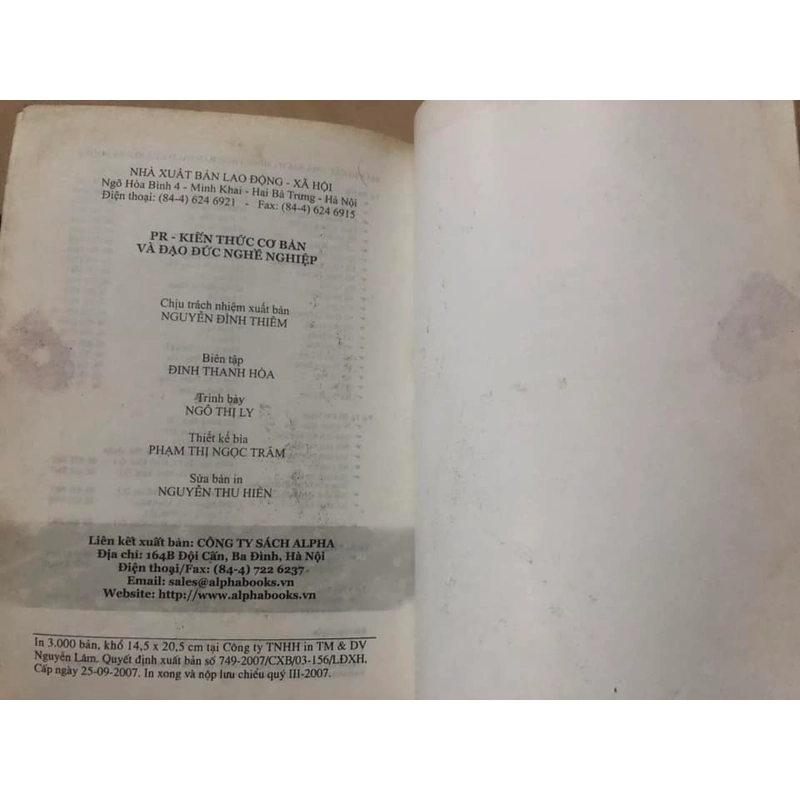 NHÀ XUẤT BẢN LAO ĐỘNG - XÃ HỘI
Ngõ Hòa Bình 4 - Minh Khai - Hai Bà Trưng - Hà Nội
Điện thoại: (84-4) 624 6921 - Fax: (84-4) 624 6915
PR - KIẾN THỨC CƠ BẢN
VÀ ĐẠO ĐỨC NGHỀ NGHIỆP
Chịu trách nhiệm xuất bản
NGUYỄN ĐÌNH THIÊM
Biên tập
ĐINH THANH HÒA
Trình bày
NGÔ THỊ LY
Thiết kế bìa
PHẠM THỊ NGỌC TRÂM
Sửa bản in
NGUYỄN THU HIỀN
Liên kết xuất bản: CÔNG TY SÁCH ALPHA
Địa chỉ: 164B Đội Cấn, Ba Đình, Hà Nội
Điện thoại/Fax: (84-4) 722 6237
Email: sales@alphabooks.vn
Website: http://www.alphabooks.vn
In 3.000 bản, khổ 14,5 x 20,5 cm tại Công ty TNHH in TM & DV
Nguyễn Lâm. Quyết định xuất bản số 749-2007/CXB/03-156/LĐXH.
Cấp ngày 25-09-2007. In xong và nộp lưu chiểu quý III-2007.